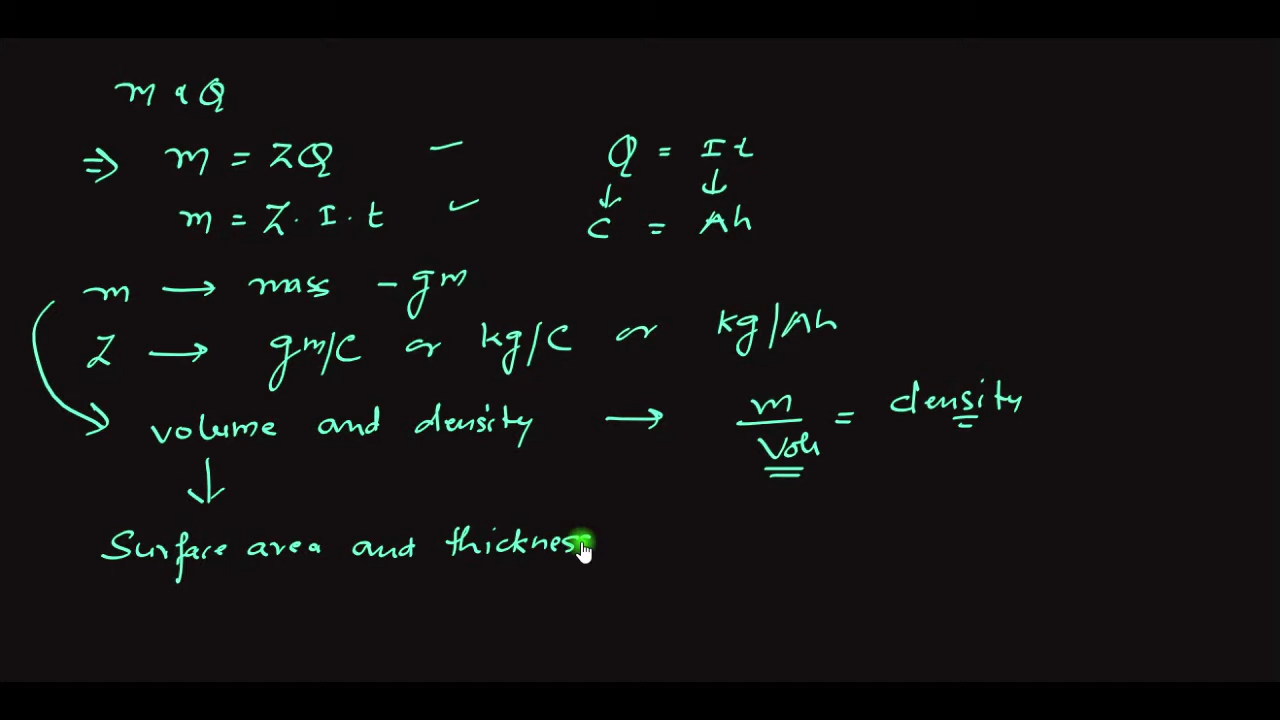 m α Q
⇒ m = ZQ –
Q = It
m = Z. I. t ✓
↓ ↓
C = Ah
m → mass - gm
Z → gm/C or kg/C or kg/Ah
volume and density → m/Vol = density
↓
Surface area and thickness